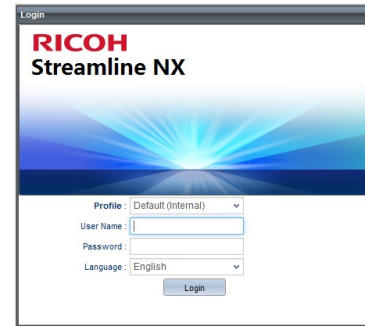 Login
RICOH
Streamline NX
Profile : Default (Internal)
User Name :
Password :
Language : English
Login